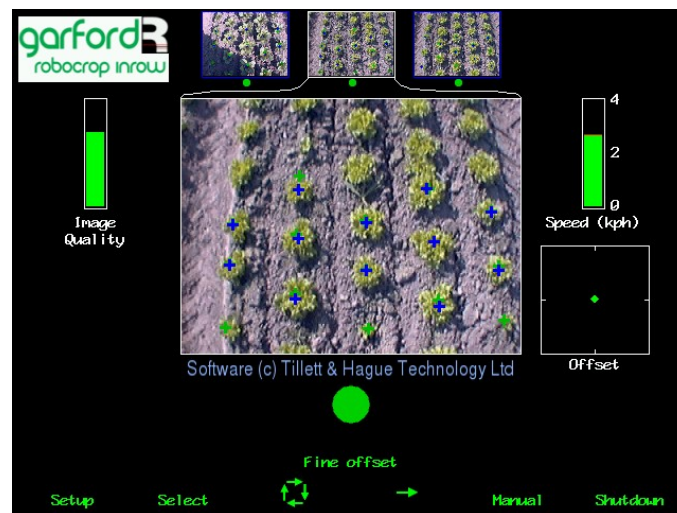 garford
robocrop inrow
4
2
0
Image
Quality
Speed (kph)
Offset
Software (c) Tillett & Hague Technology Ltd
Fine offset
Setup
Select
Manual
Shutdown